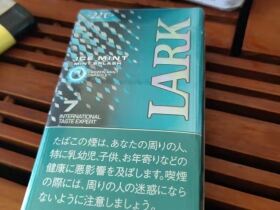 -22℃
ICE MINT
MINT SPLASH
LARK
7
INTERNATIONAL
TASTE EXPERT
たばこの煙は、あなたの周りの人、
特に乳幼児、子供、お年寄りなどの
健康に悪影響を及ぼします。喫煙
の際には、周りの人の迷惑になら
ないように注意しましょう。